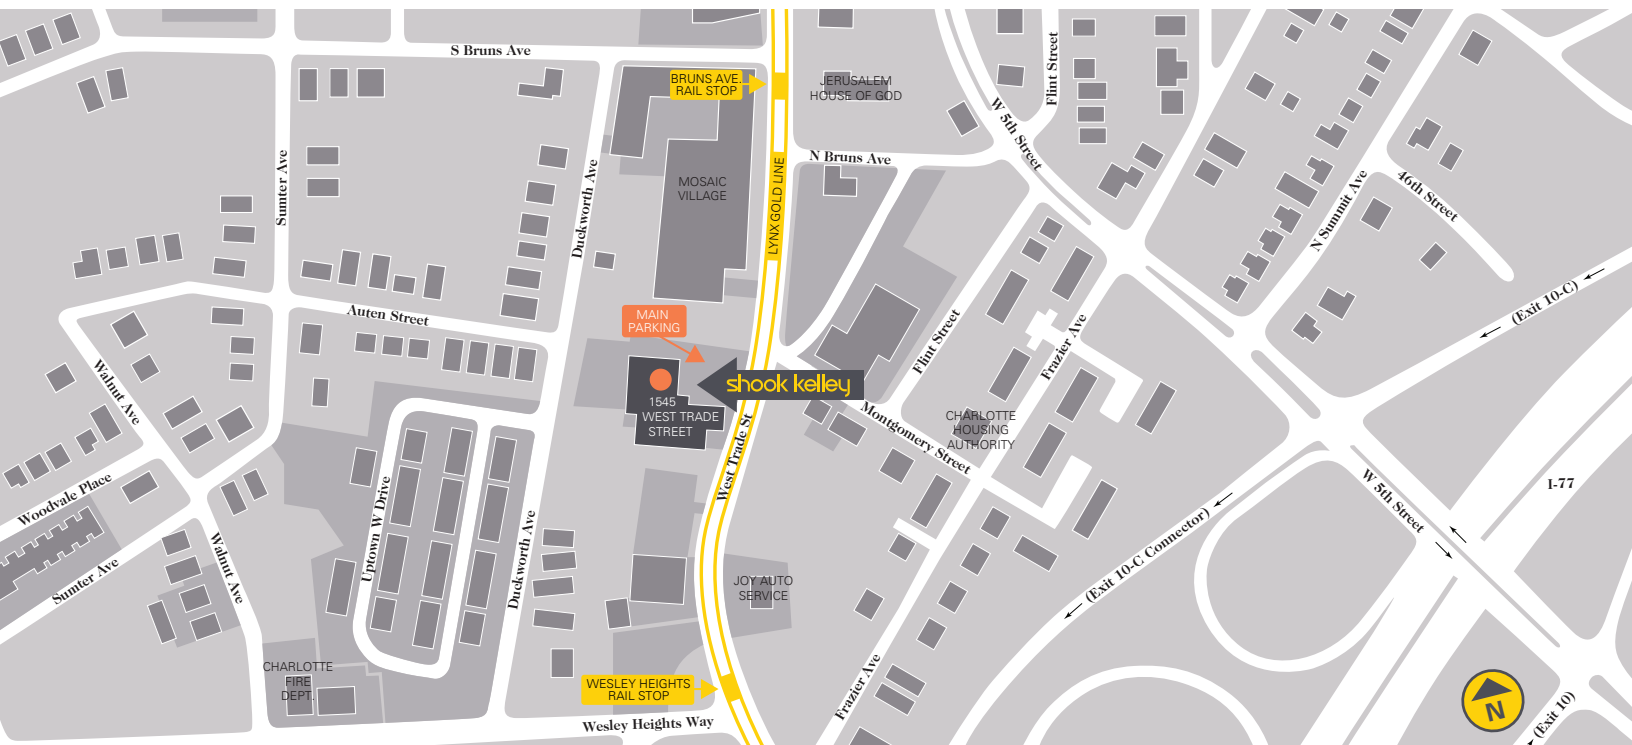 S Bruns Ave
BRUNS AVE.
RAIL STOP
JERUSALEM
HOUSE OF GOD
Flint Street
W 5th Street
N Bruns Ave
LYNX GOLD LINE
MOSAIC
VILLAGE
Sumter Ave
Duckworth Ave
N Summit Ave
46th Street
(Exit 10-C)
Auten Street
MAIN
PARKING
Flint Street
Frazier Ave
Walnut Ave
shook kelley
1545
WEST TRADE
STREET
West Trade St
Montgomery Street
CHARLOTTE
HOUSING
AUTHORITY
Woodvale Place
Sumter Ave
Walnut Ave
Uptown W Drive
Duckworth Ave
W 5th Street
I-77
(Exit 10-C Connector)
JOY AUTO
SERVICE
CHARLOTTE
FIRE
DEPT.
WESLEY HEIGHTS
RAIL STOP
Wesley Heights Way
Frazier Ave
N
(Exit 10)